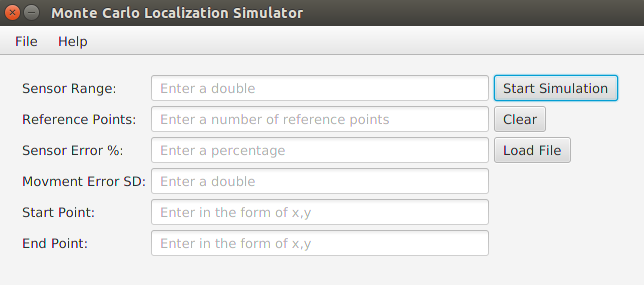 Monte Carlo Localization Simulator
File Help
Sensor Range: Enter a double Start Simulation
Reference Points: Enter a number of reference points Clear
Sensor Error %: Enter a percentage Load File
Movment Error SD: Enter a double
Start Point: Enter in the form of x,y
End Point: Enter in the form of x,y